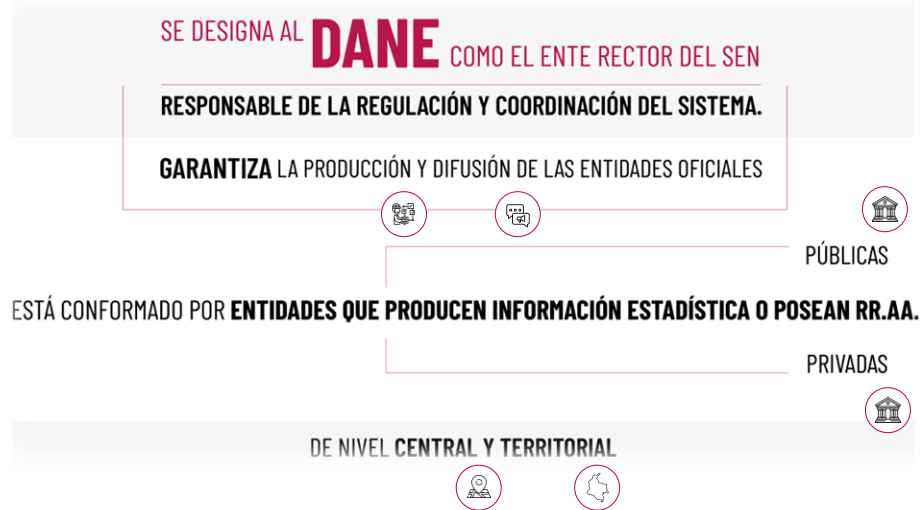 SE DESIGNA AL DANE COMO EL ENTE RECTOR DEL SEN
RESPONSABLE DE LA REGULACIÓN Y COORDINACIÓN DEL SISTEMA.
GARANTIZA LA PRODUCCIÓN Y DIFUSIÓN DE LAS ENTIDADES OFICIALES
PÚBLICAS
ESTÁ CONFORMADO POR ENTIDADES QUE PRODUCEN INFORMACIÓN ESTADÍSTICA O POSEAN RR.AA.
PRIVADAS
DE NIVEL CENTRAL Y TERRITORIAL